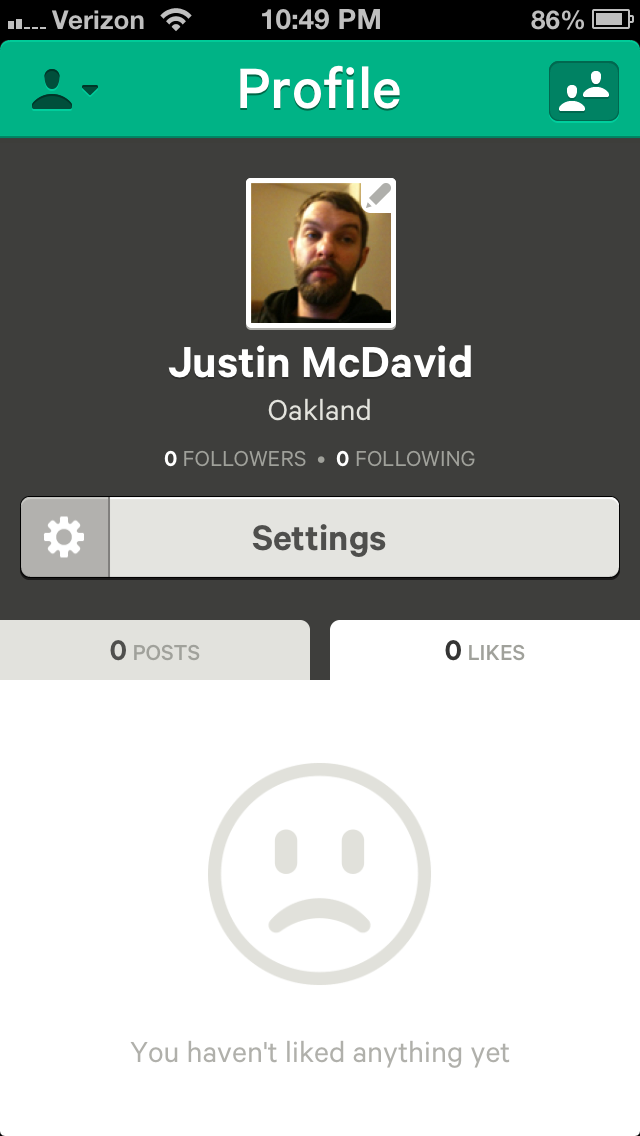 Verizon 10:49 PM 86%
Profile
Justin McDavid
Oakland
0 FOLLOWERS • 0 FOLLOWING
Settings
0 POSTS 0 LIKES
You haven't liked anything yet